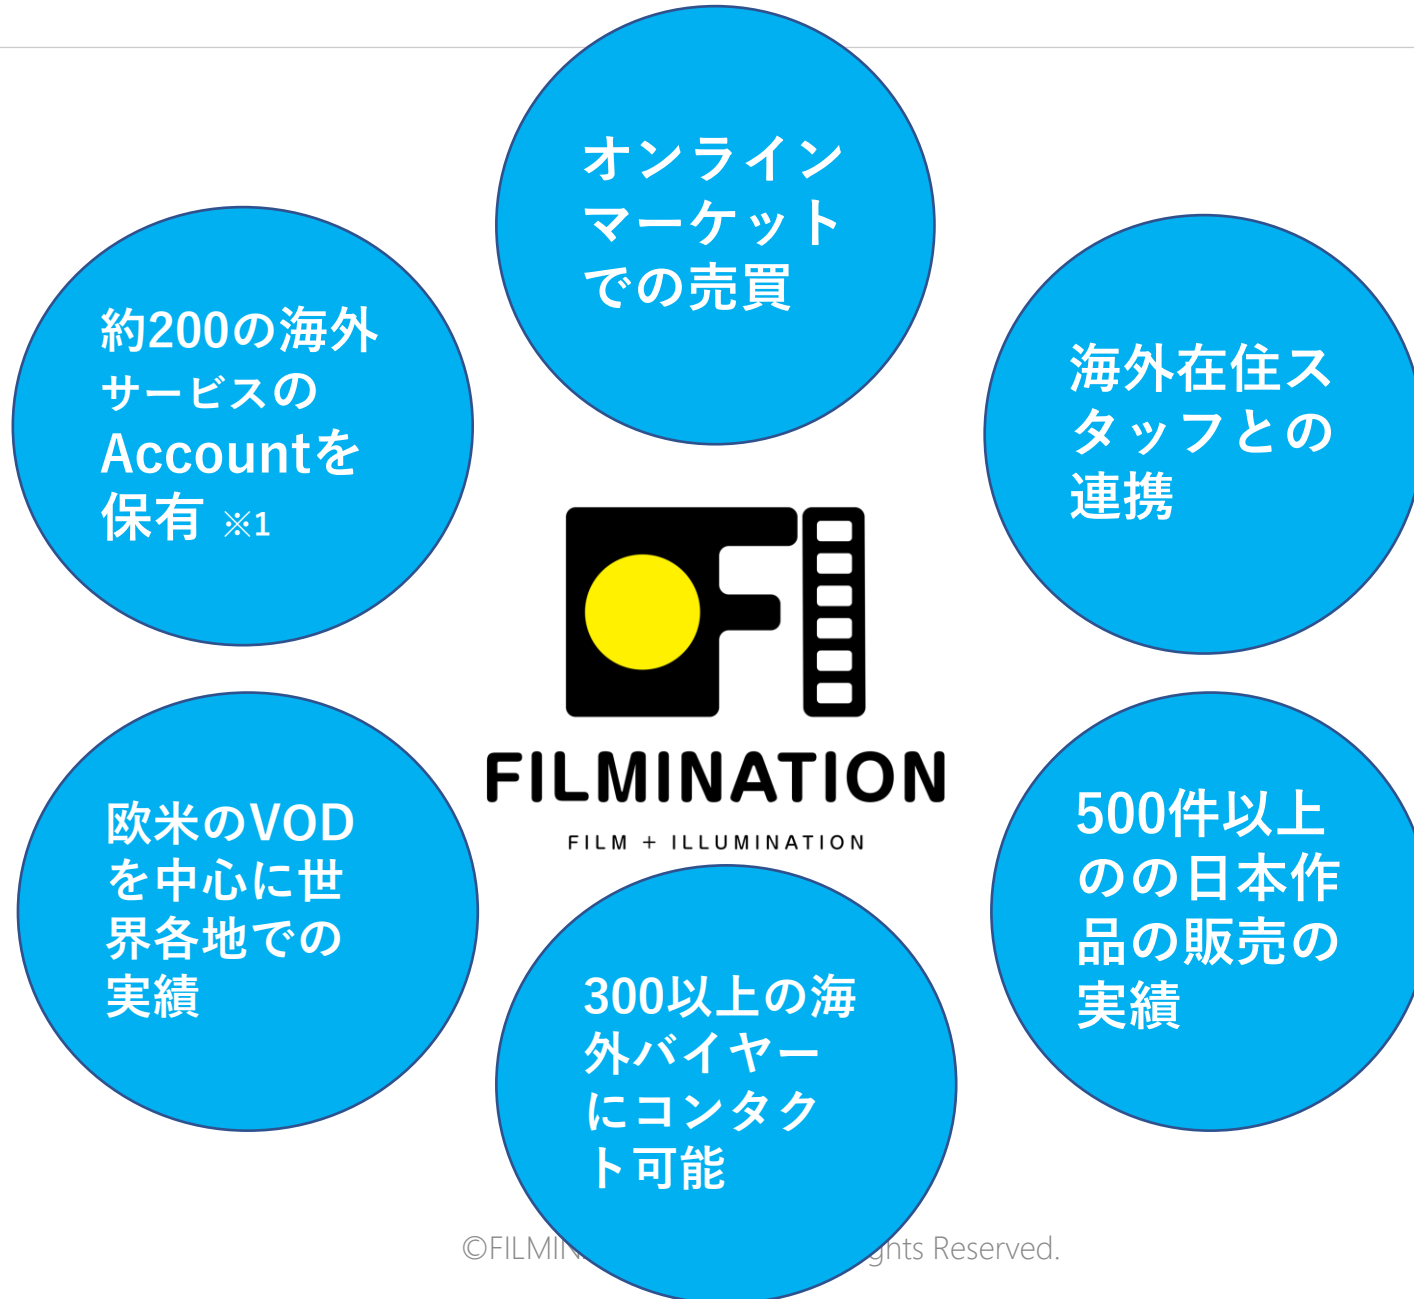 オンライン
マーケット
での売買
約200の海外
サービスの
Accountを
保有 ※1
海外在住ス
タッフとの
連携
FILMINATION
FILM + ILLUMINATION
欧米のVOD
を中心に世
界各地での
実績
500件以上
のの日本作
品の販売の
実績
300以上の海
外バイヤー
にコンタク
ト可能
Reserved.